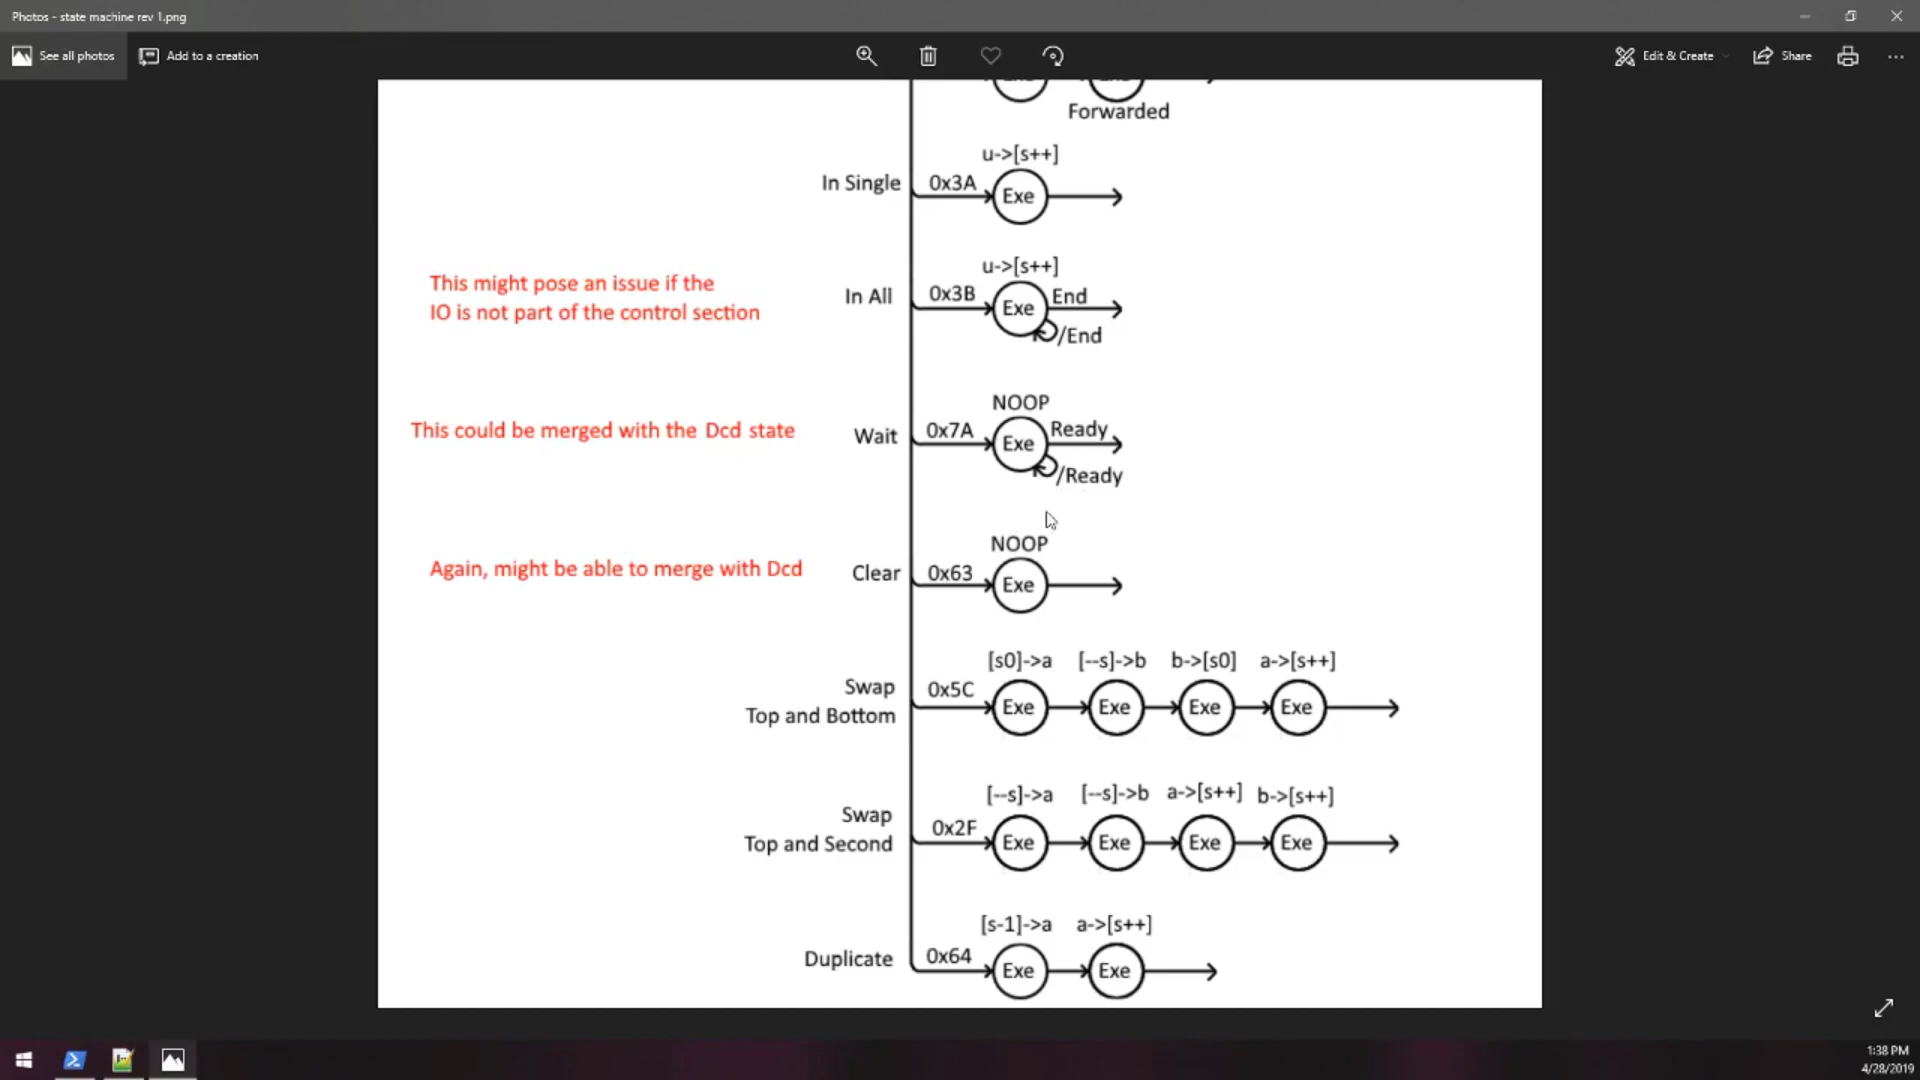 Photos - state machine rev 1.png
See all photos
Add to a creation
Edit & Create
Share
Forwarded
u->[s++]
In Single 0x3A Exe
u->[s++]
This might pose an issue if the
IO is not part of the control section
In All 0x3B Exe End
/End
NOOP
This could be merged with the Dcd state
Wait 0x7A Exe Ready
/Ready
NOOP
Again, might be able to merge with Dcd
Clear 0x63 Exe
[s0]->a [--s]->b b->[s0] a->[s++]
Swap
Top and Bottom
0x5C Exe Exe Exe Exe
[--s]->a [--s]->b a->[s++] b->[s++]
Swap
Top and Second
0x2F Exe Exe Exe Exe
[s-1]->a a->[s++]
Duplicate 0x64 Exe Exe
1:38 PM
4/28/2019